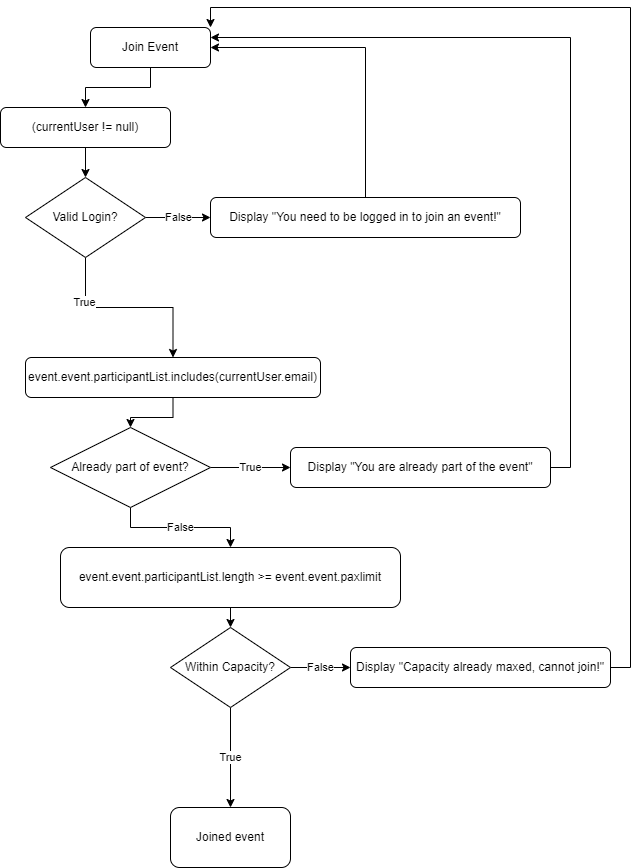 Join Event
(currentUser != null)
Valid Login?
False
Display "You need to be logged in to join an event!"
True
event.event.participantList.includes(currentUser.email)
Already part of event?
True
Display "You are already part of the event"
False
event.event.participantList.length >= event.event.paxlimit
Within Capacity?
False
Display "Capacity already maxed, cannot join!"
True
Joined event